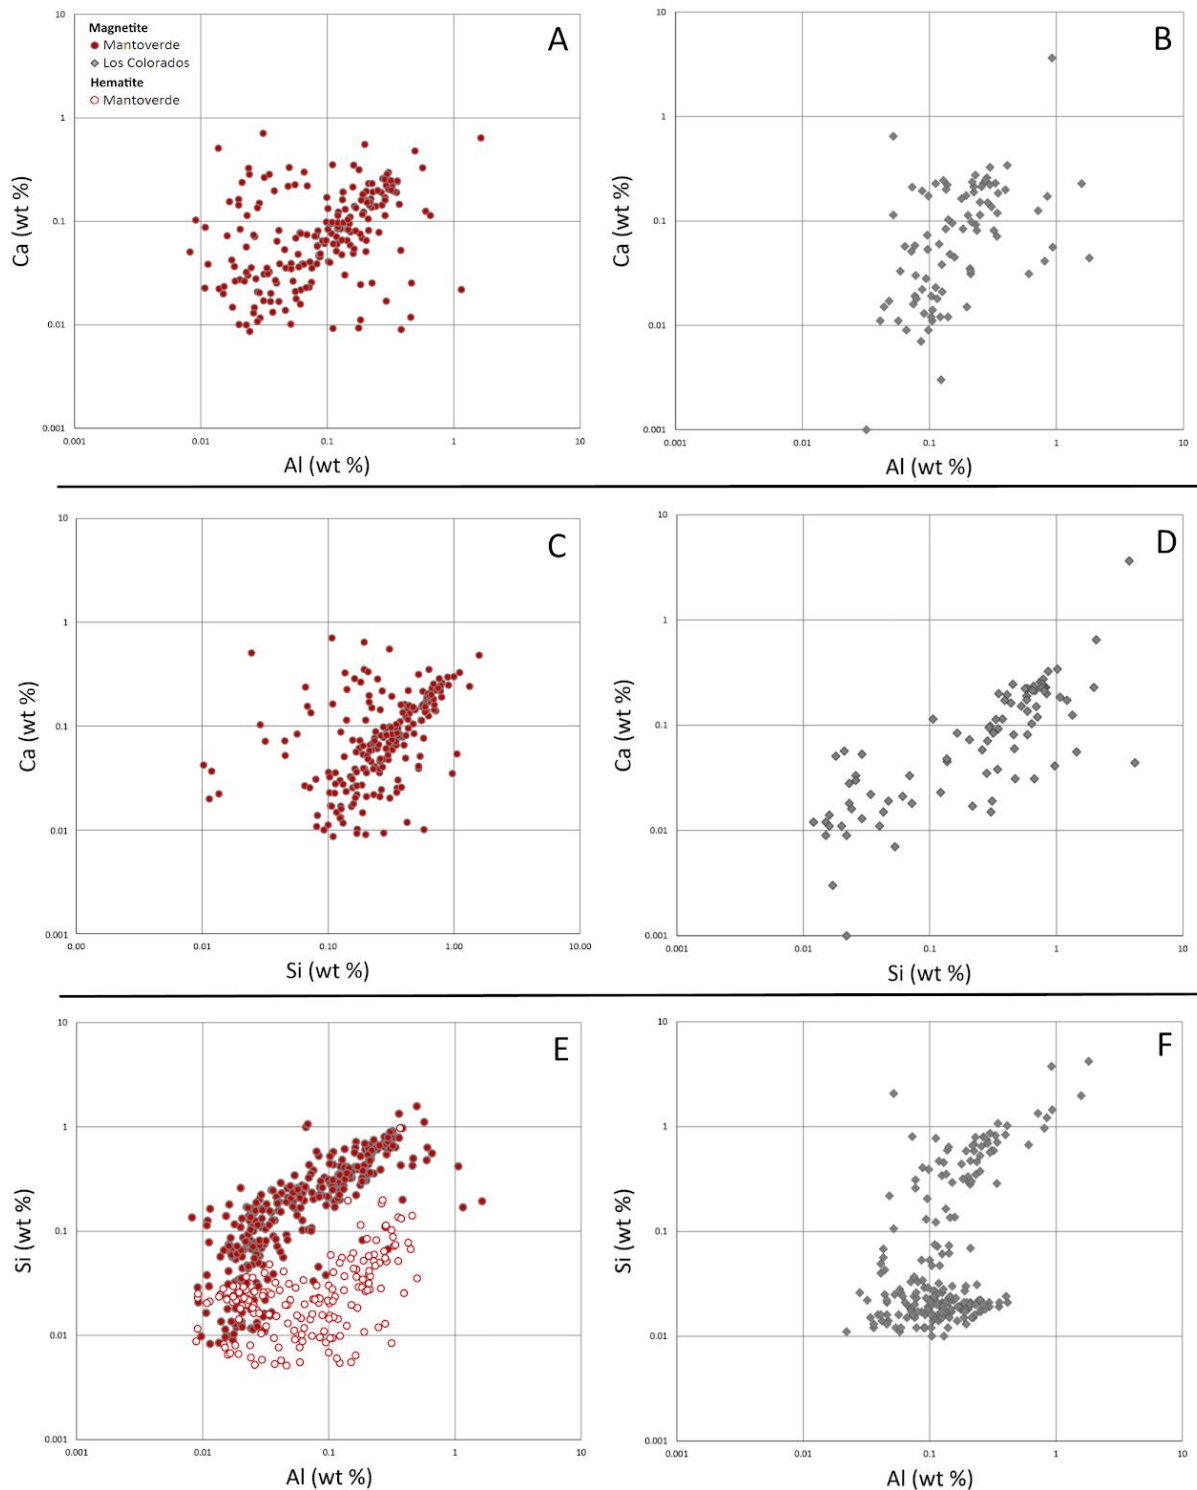 Magnetite
Mantoverde
Los Colorados
Hematite
Mantoverde
A
10
1
0.1
0.01
0.001
0.001 0.01 0.1 1 10
Ca (wt %)
Al (wt %)
B
10
1
0.1
0.01
0.001
0.001 0.01 0.1 1 10
Ca (wt %)
Al (wt %)
C
10
1
0.1
0.01
0.001
0.00 0.01 0.10 1.00 10.00
Ca (wt %)
Si (wt %)
D
10
1
0.1
0.01
0.001
0.001 0.01 0.1 1 10
Ca (wt %)
Si (wt %)
E
10
1
0.1
0.01
0.001
0.001 0.01 0.1 1 10
Si (wt %)
Al (wt %)
F
10
1
0.1
0.01
0.001
0.001 0.01 0.1 1 10
Si (wt %)
Al (wt %)